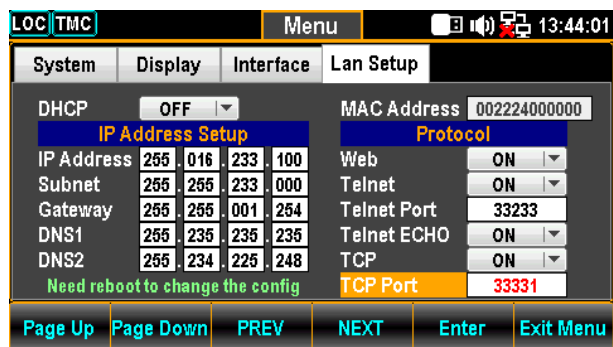 LOC TMC Menu 13:44:01
System Display Interface Lan Setup
DHCP OFF MAC Address 002224000000
IP Address Setup Protocol
IP Address 255 . 016 . 233 . 100 Web ON
Subnet 255 . 255 . 233 . 000 Telnet ON
Gateway 255 . 255 . 001 . 254 Telnet Port 33233
DNS1 255 . 235 . 235 . 235 Telnet ECHO ON
DNS2 255 . 234 . 225 . 248 TCP ON
Need reboot to change the config TCP Port 33331
Page Up Page Down PREV NEXT Enter Exit Menu